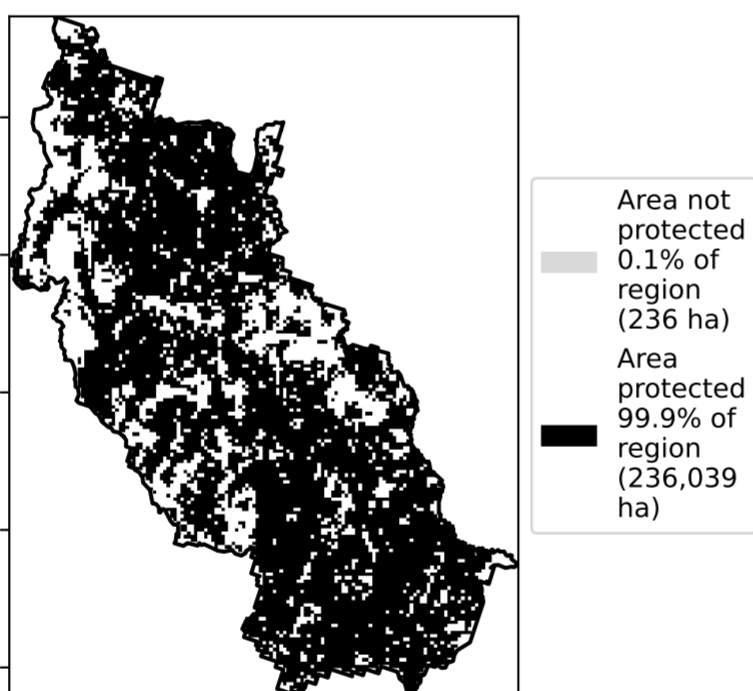 Area not
protected
0.1% of
region
(236 ha)
Area
protected
99.9% of
region
(236,039
ha)